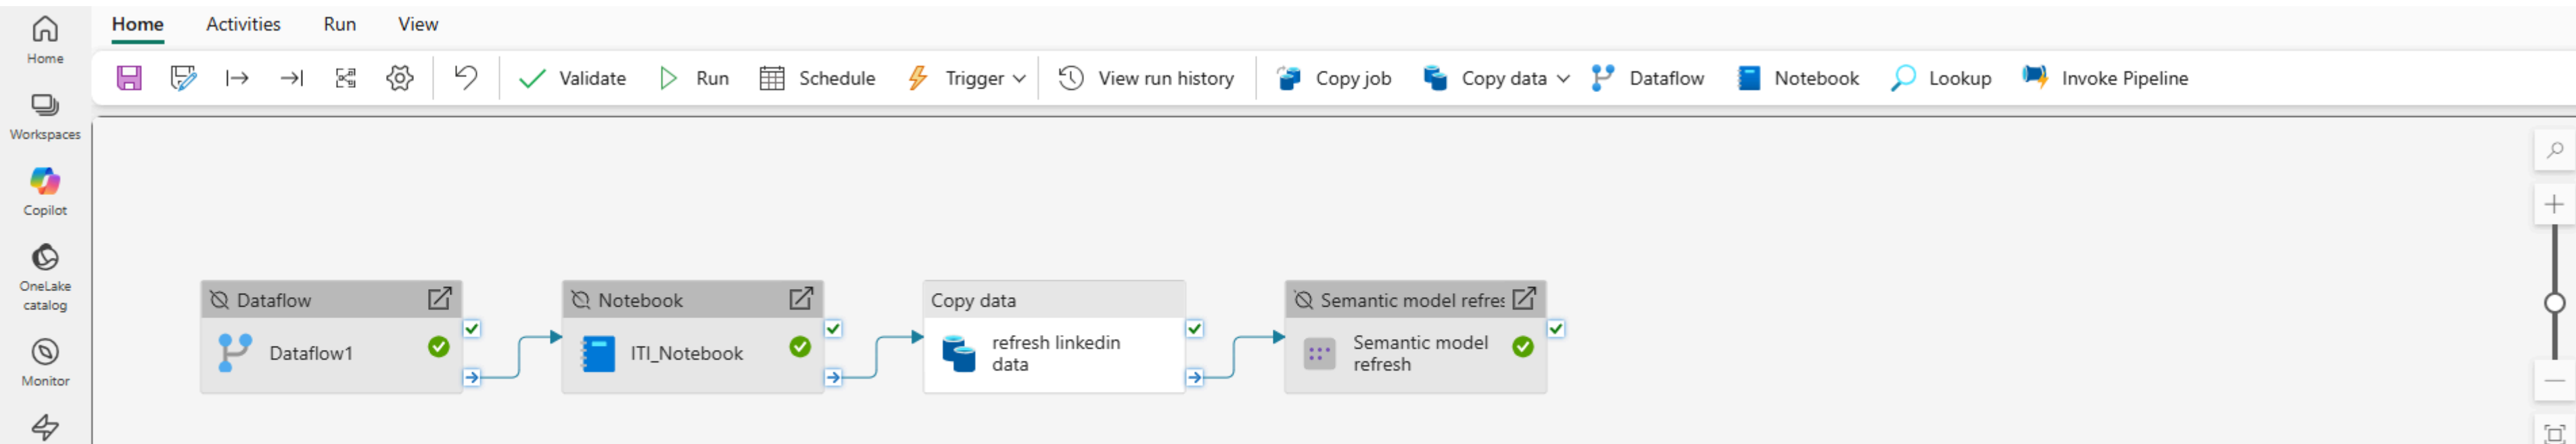 Home Activities Run View
Validate Run Schedule Trigger View run history Copy job Copy data Dataflow Notebook Lookup Invoke Pipeline
Home
Workspaces
Copilot
OneLake
catalog
Monitor
Dataflow
Dataflow1
Notebook
ITI_Notebook
Copy data
refresh linkedin
data
Semantic model refres
Semantic model
refresh